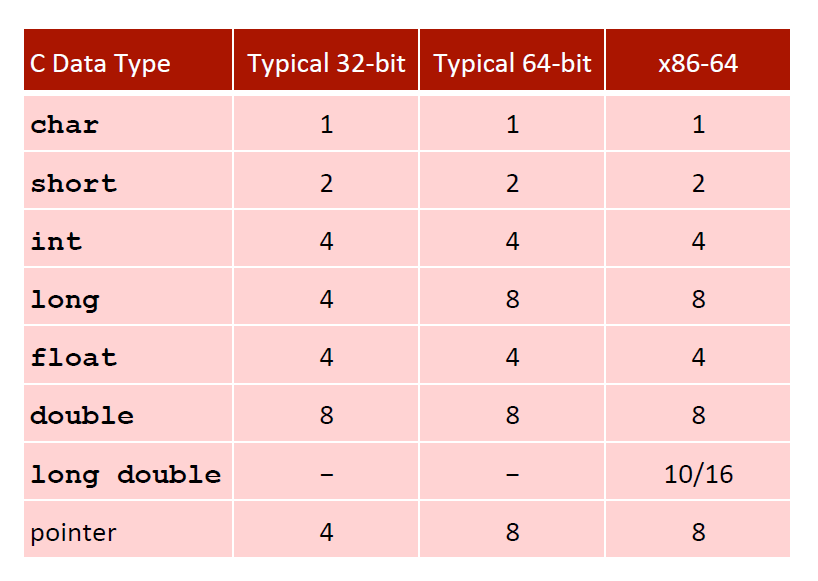 C Data Type Typical 32-bit Typical 64-bit x86-64
char 1 1 1
short 2 2 2
int 4 4 4
long 4 8 8
float 4 4 4
double 8 8 8
long double – – 10/16
pointer 4 8 8